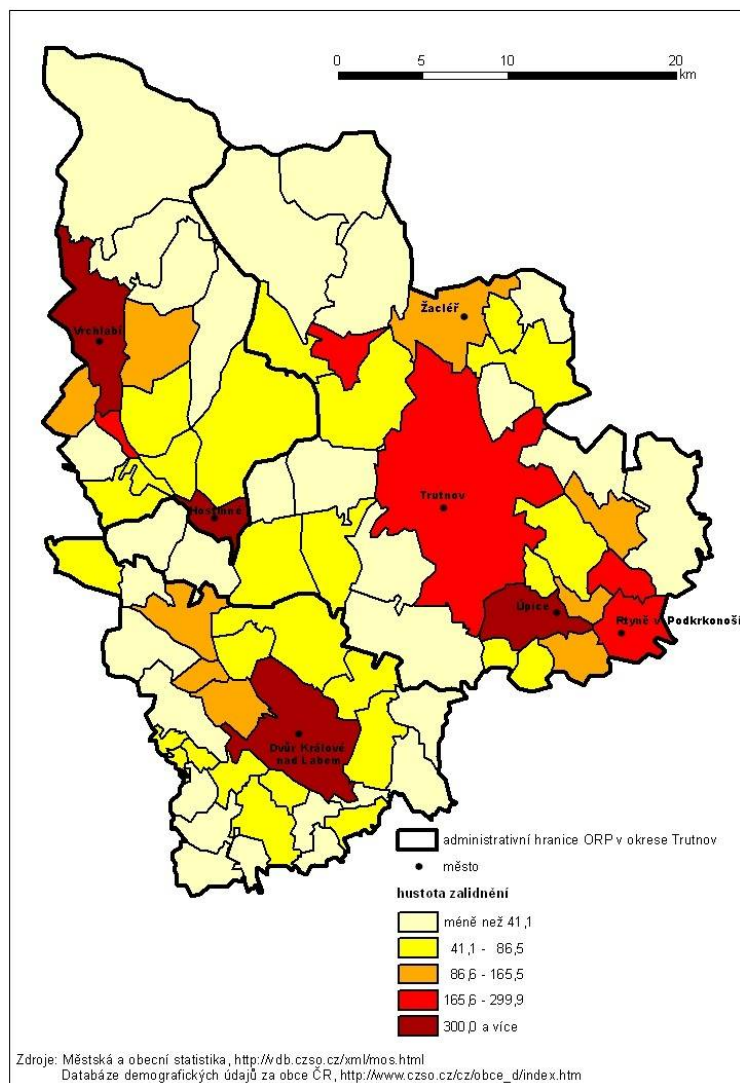 0 5 10 20
km
Žacléř
Vrchlabí
Trutnov
Hostinné
Úpice
Rtyně v Podkrkonoší
Dvůr Králové
nad Labem
administrativní hranice ORP v okrese Trutnov
město
hustota zalidnění
méně než 41,1
41,1 - 86,5
86,6 - 165,5
165,6 - 299,9
300,0 a více
Zdroje: Městská a obecní statistika, http://vdb.czso.cz/xml/mos.html
Databáze demografických údajů za obce ČR, http://www.czso.cz/cz/obce_d/index.htm